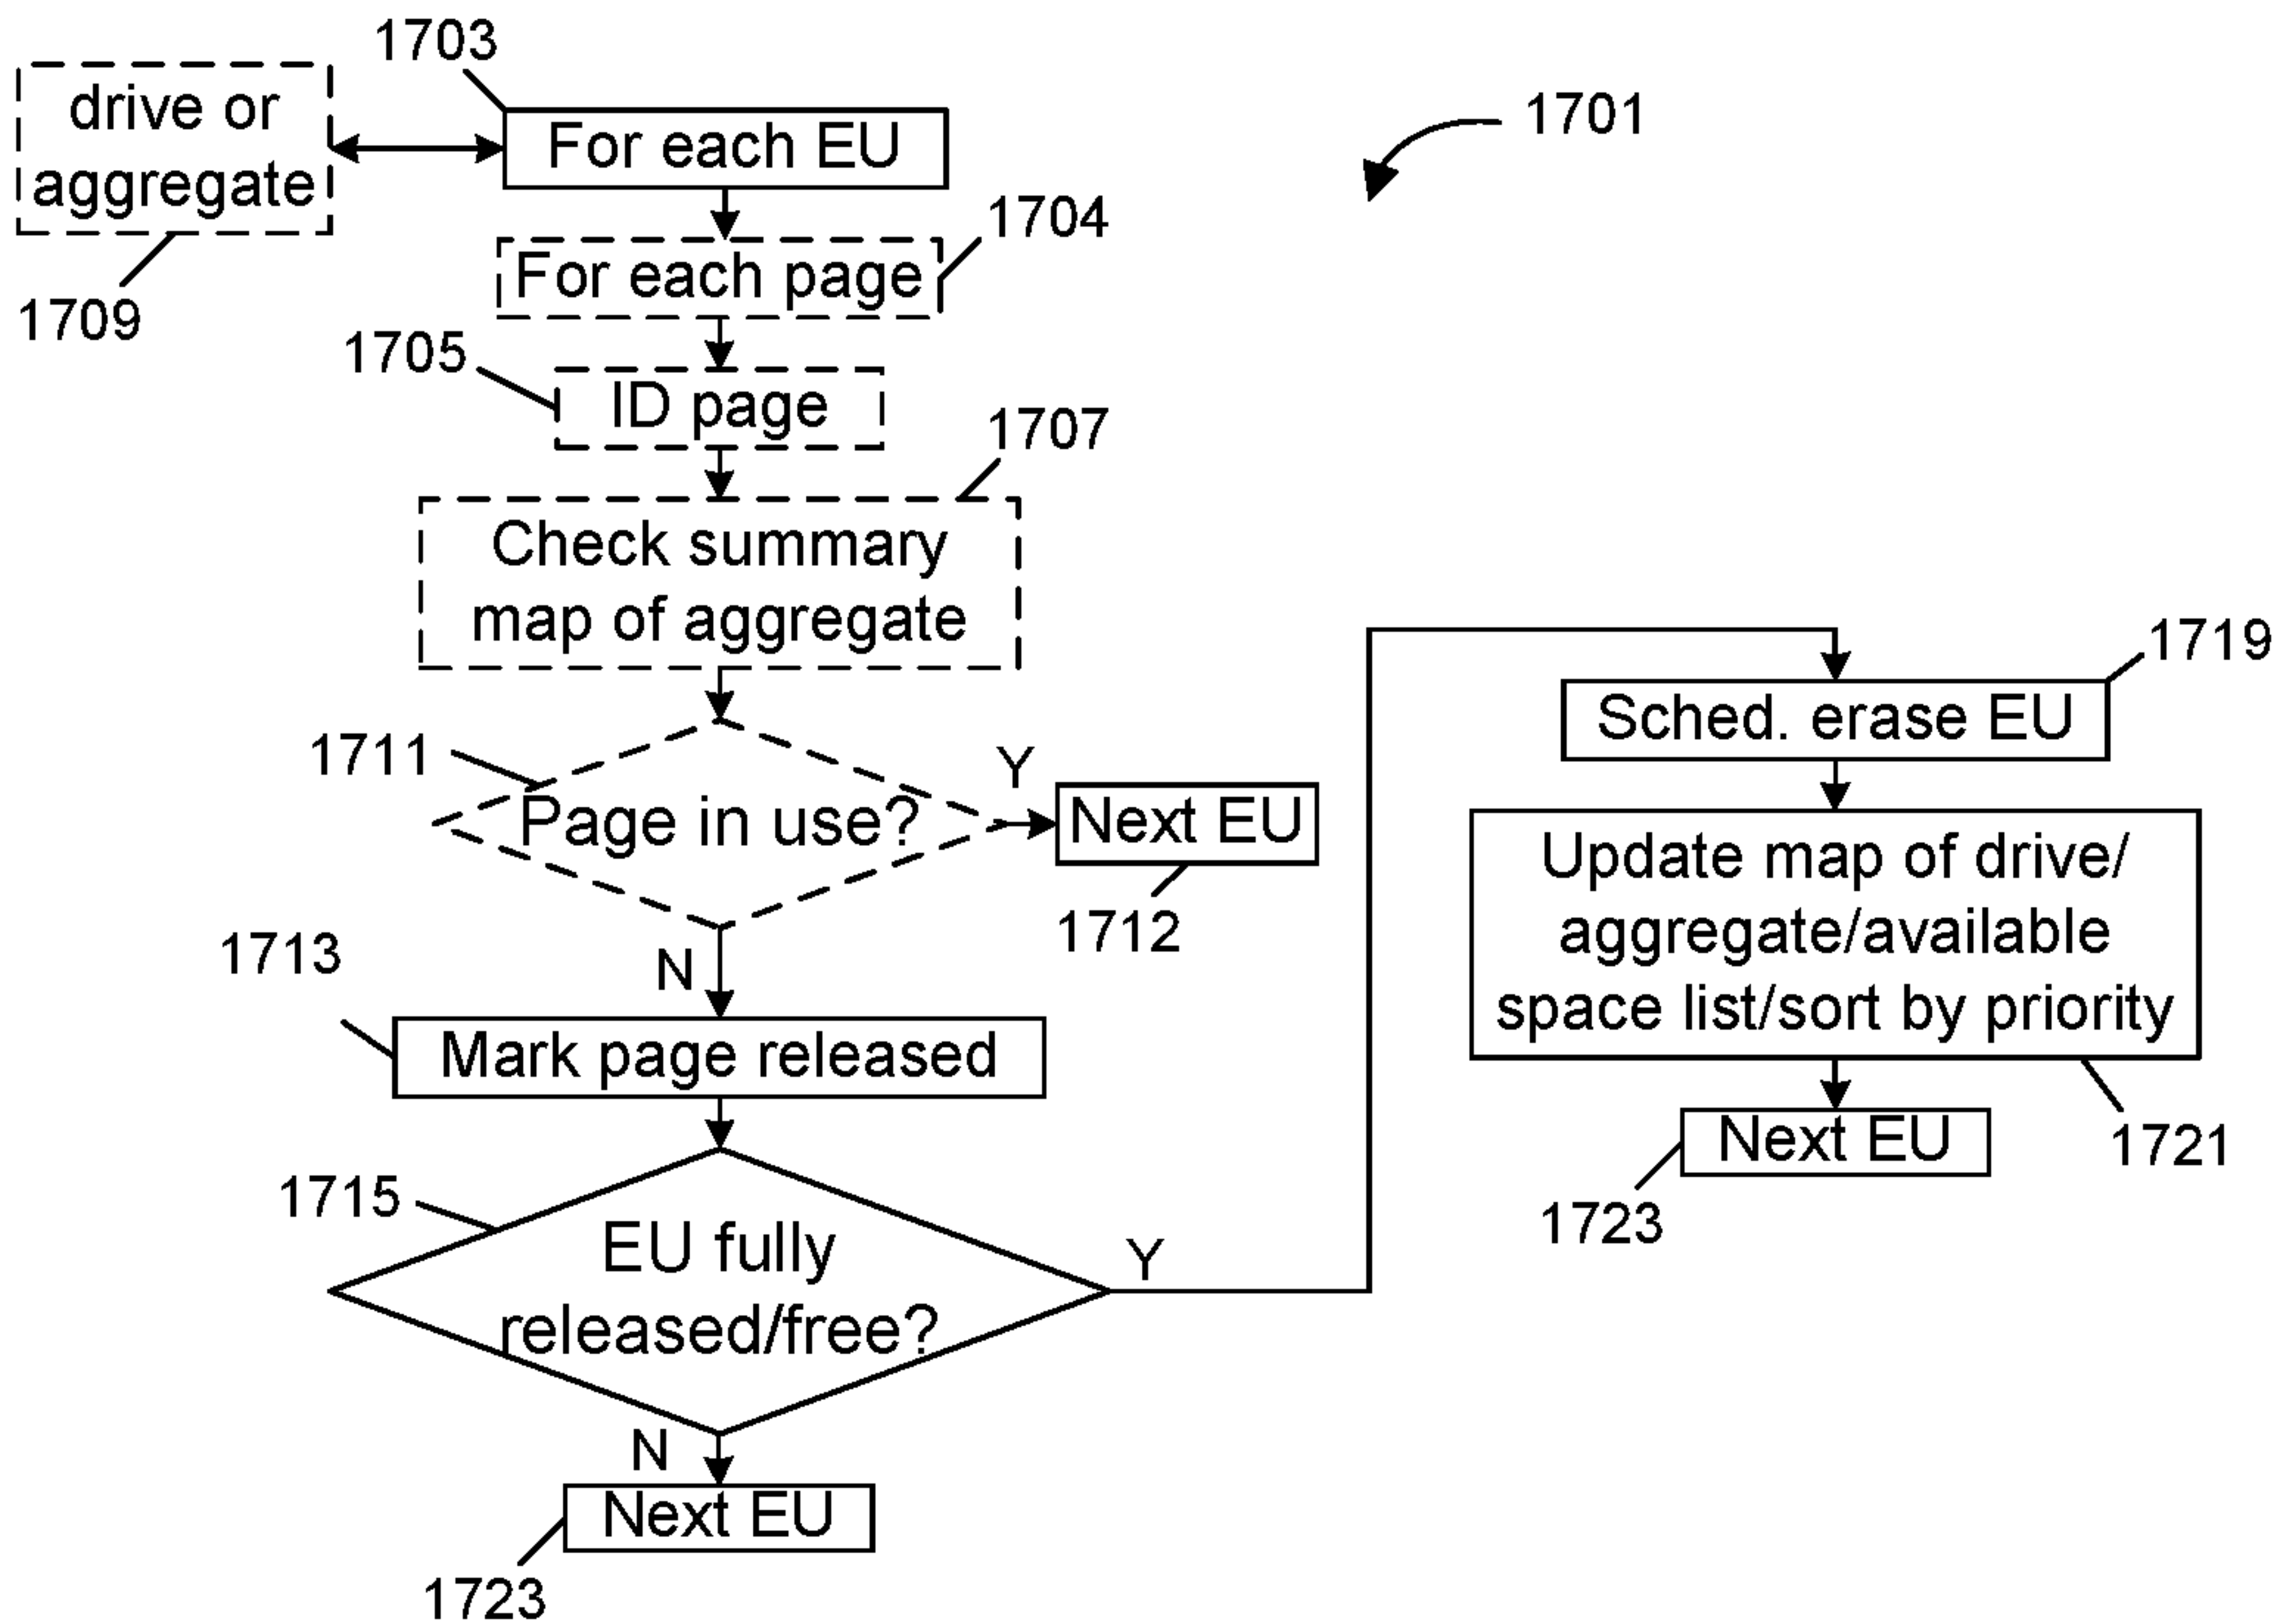 1703
drive or
aggregate
1709
For each EU
1701
For each page
1704
1705
ID page
1707
Check summary
map of aggregate
1711
Page in use?
Y
Next EU
1712
N
1713
Mark page released
1715
EU fully
released/free?
Y
N
Next EU
1723
1719
Sched. erase EU
Update map of drive/
aggregate/available
space list/sort by priority
1721
Next EU
1723